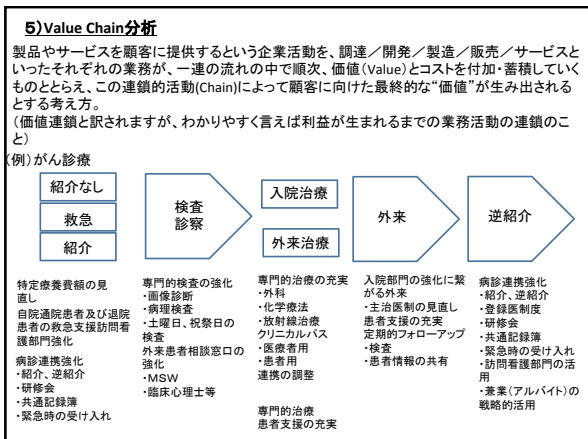 5)Value Chain分析
製品やサービスを顧客に提供するという企業活動を、調達／開発／製造／販売／サービスと
いったそれぞれの業務が、一連の流れの中で順次、価値(Value)とコストを付加・蓄積していく
ものととらえ、この連鎖的活動(Chain)によって顧客に向けた最終的な“価値”が生み出される
とする考え方。
(価値連鎖と訳されますが、わかりやすく言えば利益が生まれるまでの業務活動の連鎖のこ
と)
(例)がん診療
紹介なし
救急
紹介
検査
診察
入院治療
外来治療
外来
逆紹介
特定療養費額の見
直し
自院通院患者及び退院
患者の救急支援訪問看
護部門強化
病診連携強化
・紹介、逆紹介
・研修会
・共通記録簿
・緊急時の受け入れ
専門的検査の強化
・画像診断
・病理検査
・土曜日、祝祭日の
検査
外来患者相談窓口の
強化
・MSW
・臨床心理士等
専門的治療の充実
・外科
・化学療法
・放射線治療
クリニカルパス
・医療者用
・患者用
連携の調整
専門的治療
患者支援の充実
入院部門の強化に繋
がる外来
・主治医制の見直し
患者支援の充実
定期的フォローアップ
・検査
・患者情報の共有
病診連携強化
・紹介、逆紹介
・登録医制度
・研修会
・共通記録簿
・緊急時の受け入れ
・訪問看護部門の活
用
・兼業(アルバイト)の
戦略的活用